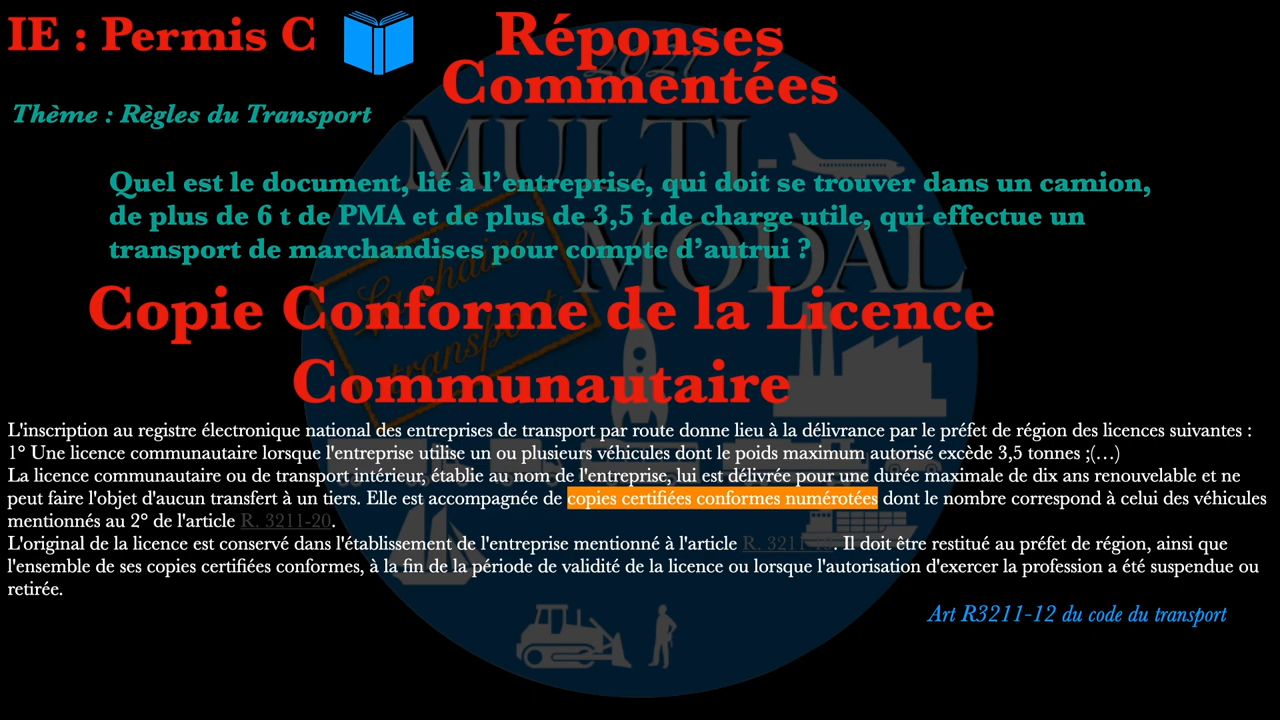 IE : Permis C
Réponses
Commentées
2021
Thème : Règles du Transport
MULTI-
MODAL
La chaine
transport
Quel est le document, lié à l’entreprise, qui doit se trouver dans un camion,
de plus de 6 t de PMA et de plus de 3,5 t de charge utile, qui effectue un
transport de marchandises pour compte d’autrui ?
Copie Conforme de la Licence
Communautaire
L'inscription au registre électronique national des entreprises de transport par route donne lieu à la délivrance par le préfet de région des licences suivantes :
1° Une licence communautaire lorsque l'entreprise utilise un ou plusieurs véhicules dont le poids maximum autorisé excède 3,5 tonnes ;(…)
La licence communautaire ou de transport intérieur, établie au nom de l'entreprise, lui est délivrée pour une durée maximale de dix ans renouvelable et ne
peut faire l'objet d'aucun transfert à un tiers. Elle est accompagnée de copies certifiées conformes numérotées dont le nombre correspond à celui des véhicules
mentionnés au 2° de l'article R. 3211-20.
L'original de la licence est conservé dans l'établissement de l'entreprise mentionné à l'article R. 3211. Il doit être restitué au préfet de région, ainsi que
l'ensemble de ses copies certifiées conformes, à la fin de la période de validité de la licence ou lorsque l'autorisation d'exercer la profession a été suspendue ou
retirée.
Art R3211-12 du code du transport